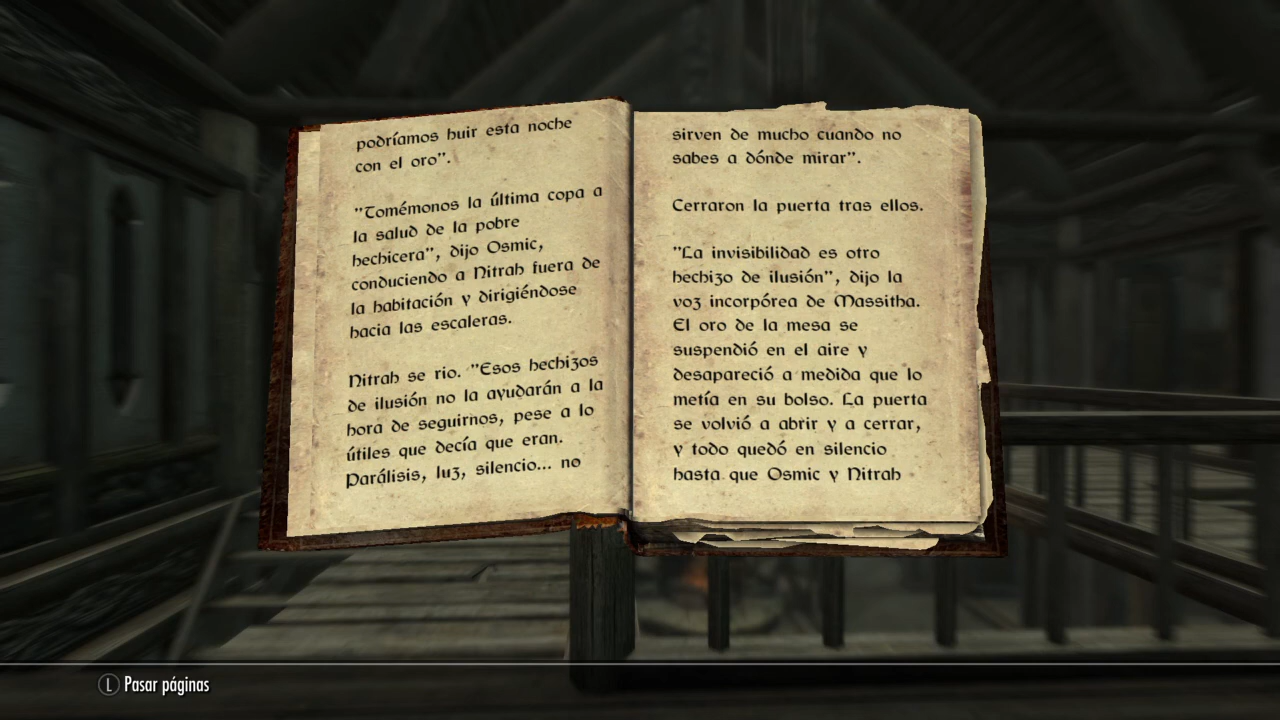 podríamos huir esta noche
con el oro".
"Tomémonos la última copa a
la salud de la pobre
hechicera", dijo Osmic,
conduciendo a Nitrah fuera de
la habitación y dirigiéndose
hacia las escaleras.
Nitrah se rio. "Esos hechizos
de ilusión no la ayudarán a la
hora de seguirnos, pese a lo
útiles que decía que eran.
Parálisis, luz, silencio... no
sirven de mucho cuando no
sabes a dónde mirar".
Cerraron la puerta tras ellos.
"La invisibilidad es otro
hechizo de ilusión", dijo la
voz incorpórea de Massitha.
El oro de la mesa se
suspendió en el aire y
desapareció a medida que lo
metía en su bolso. La puerta
se volvió a abrir y a cerrar,
y todo quedó en silencio
hasta que Osmic y Nitrah
L Pasar páginas